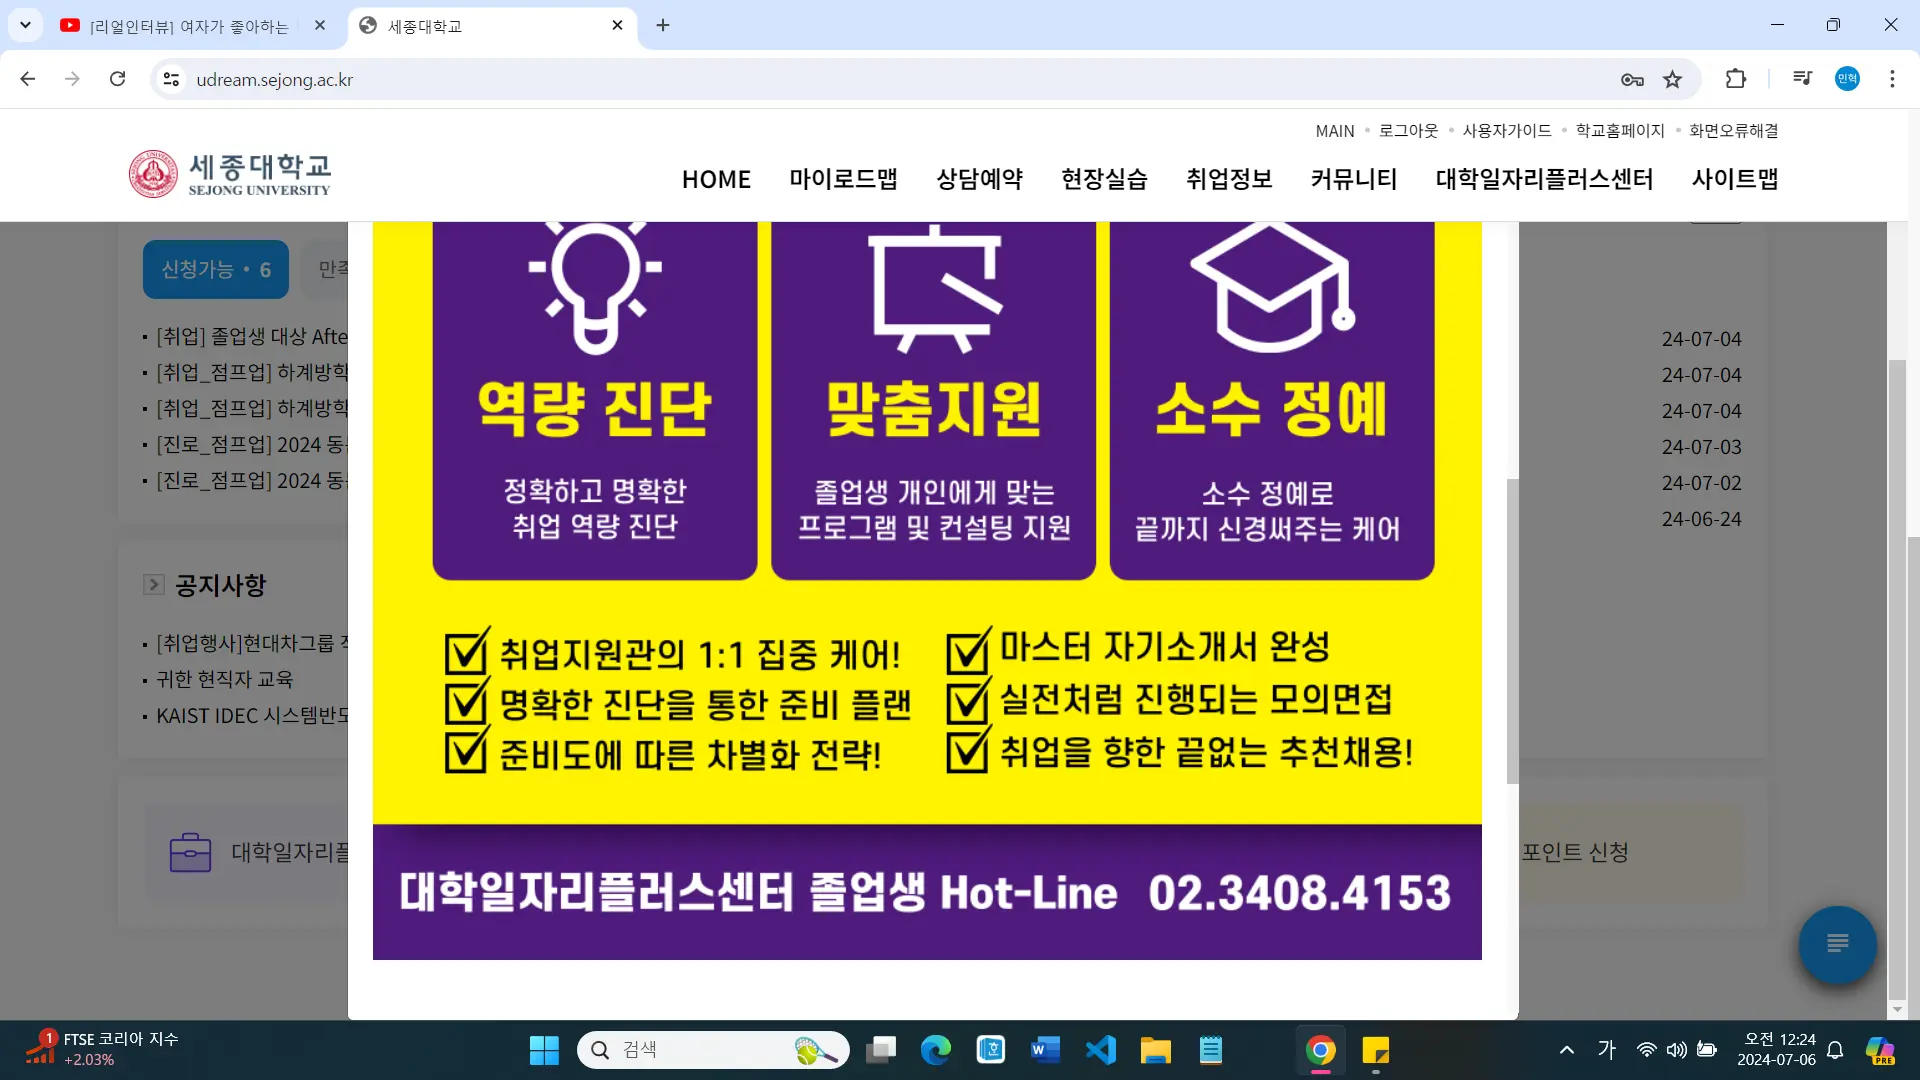 [리얼인터뷰] 여자가 좋아하는
세종대학교
udream.sejong.ac.kr
민혁
MAIN • 로그아웃 • 사용자가이드 • 학교홈페이지 • 화면오류해결
세종대학교
SEJONG UNIVERSITY
HOME 마이로드맵 상담예약 현장실습 취업정보 커뮤니티 대학일자리플러스센터 사이트맵
신청가능 • 6 만족
[취업] 졸업생 대상 Afte
[취업_점프업] 하계방학
[취업_점프업] 하계방학
[진로_점프업] 2024 동
[진로_점프업] 2024 동
24-07-04
24-07-04
24-07-04
24-07-03
24-07-02
24-06-24
공지사항
[취업행사]현대차그룹
귀한 현직자 교육
KAIST IDEC 시스템반도
역량 진단
정확하고 명확한
취업 역량 진단
맞춤지원
졸업생 개인에게 맞는
프로그램 및 컨설팅 지원
소수 정예
소수 정예로
끝까지 신경써주는 케어
취업지원관의 1:1 집중 케어!
명확한 진단을 통한 준비 플랜
준비도에 따른 차별화 전략!
마스터 자기소개서 완성
실전처럼 진행되는 모의면접
취업을 향한 끝없는 추천채용!
대학일자리플러스센터 졸업생 Hot-Line 02.3408.4153
대학일자리플
포인트 신청
1
FTSE 코리아 지수
+2.03%
검색
가
오전 12:24
2024-07-06
PRE